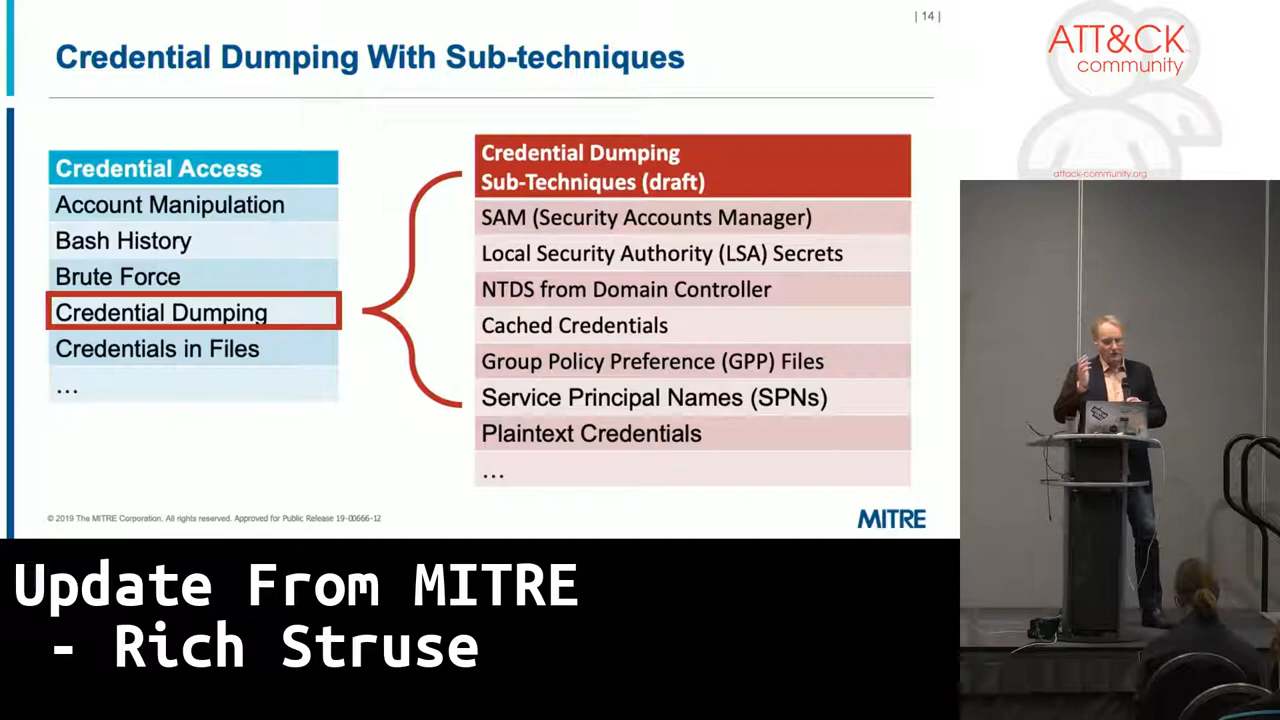 | 14 |
Credential Dumping With Sub-techniques
Credential Access
Account Manipulation
Bash History
Brute Force
Credential Dumping
Credentials in Files
...
Credential Dumping
Sub-Techniques (draft)
SAM (Security Accounts Manager)
Local Security Authority (LSA) Secrets
NTDS from Domain Controller
Cached Credentials
Group Policy Preference (GPP) Files
Service Principal Names (SPNs)
Plaintext Credentials
...
© 2019 The MITRE Corporation. All rights reserved. Approved for Public Release 19-00666-12
MITRE
ATT&CK
community
attack-community.org
Update From MITRE
- Rich Struse